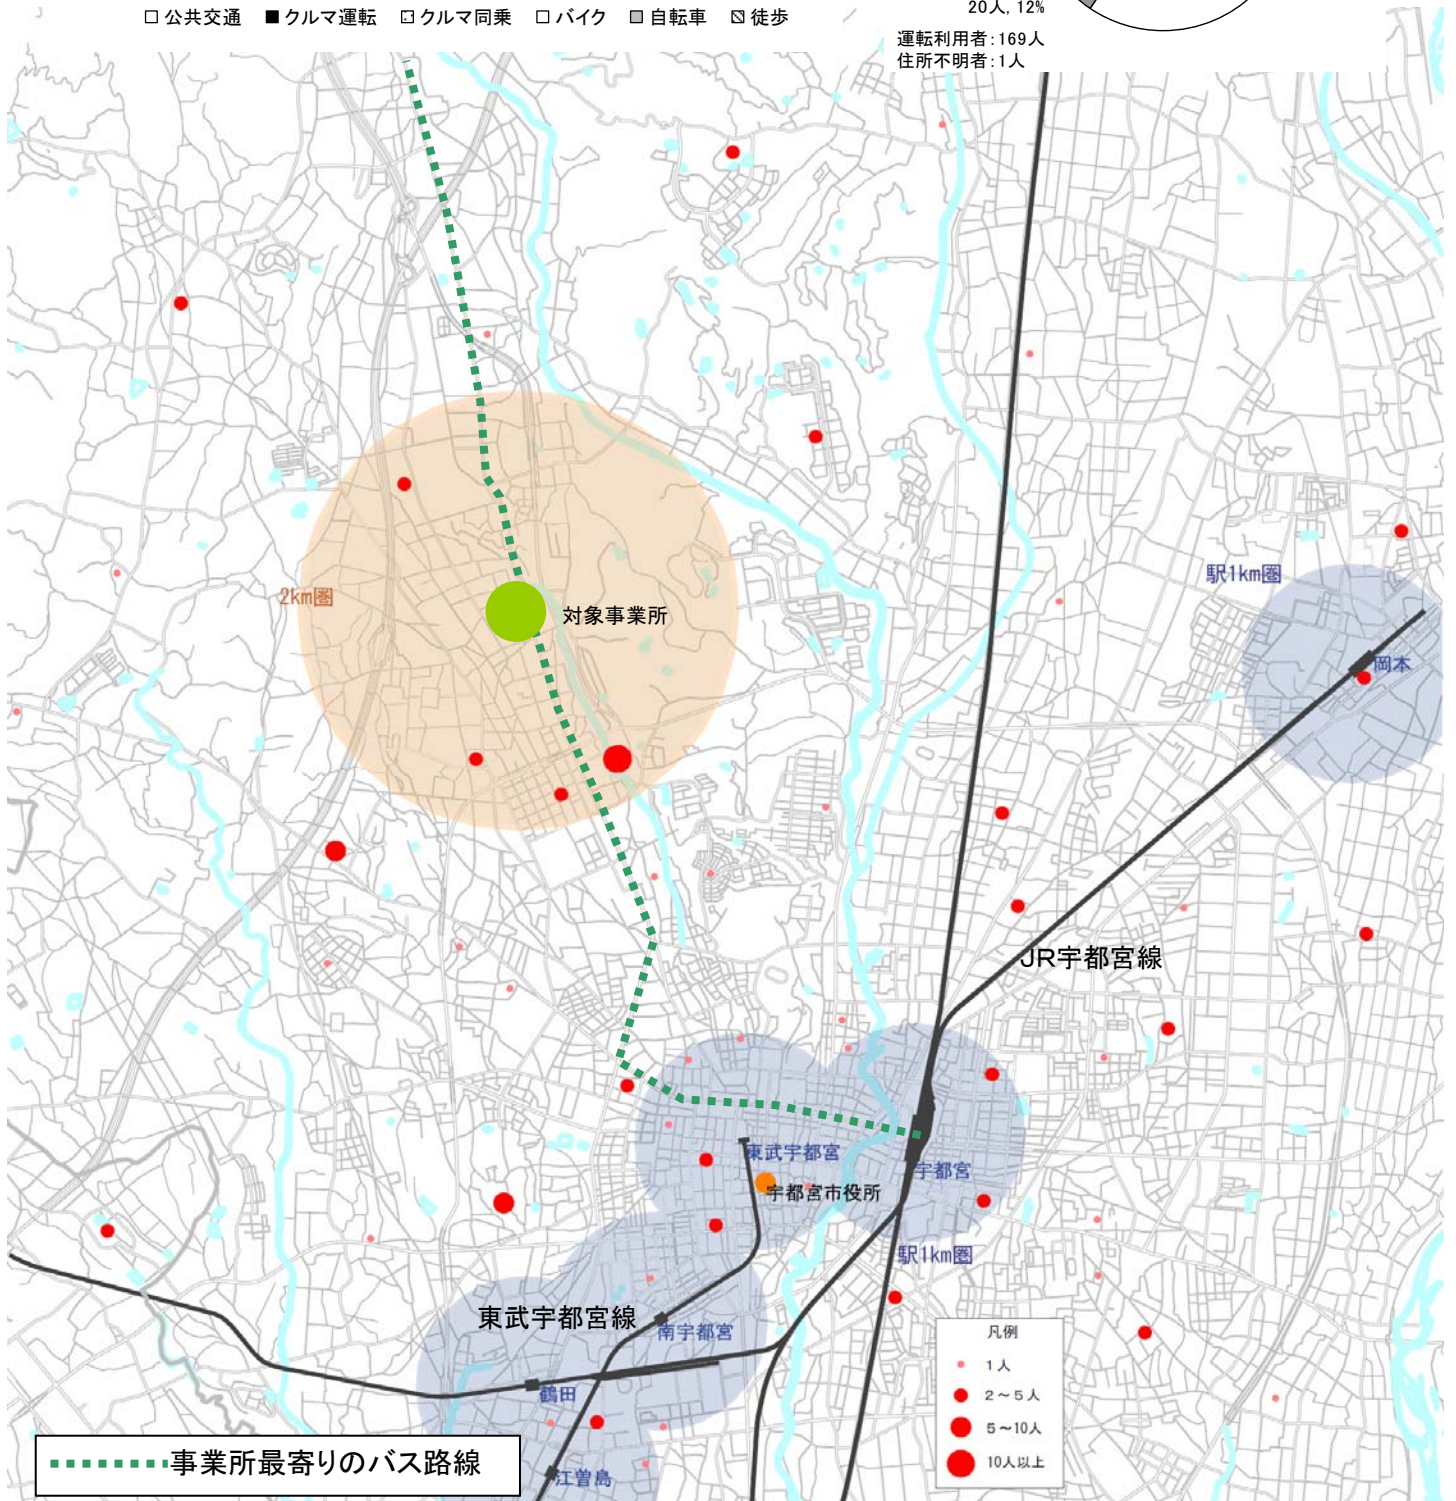 □ 公共交通 ■ クルマ運転 □ クルマ同乗 □ バイク ■ 自転車 □ 徒歩
20人, 12%
運転利用者：169人
住所不明者：1人
駅1km圏
2km圏
対象事業所
岡本
JR宇都宮線
東武宇都宮
宇都宮
宇都宮市役所
駅1km圏
東武宇都宮線
南宇都宮
鶴田
江曽島
凡例
1人
2～5人
5～10人
10人以上
事業所最寄りのバス路線